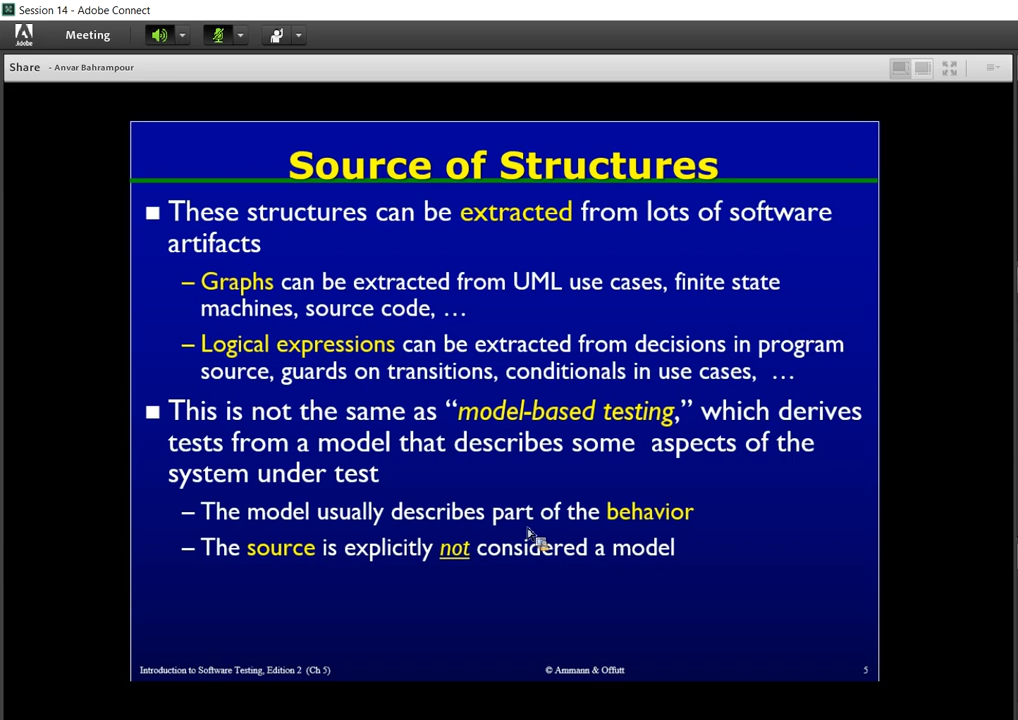 Session 14 - Adobe Connect
Adobe
Meeting
Share - Anvar Bahrampour
Source of Structures
These structures can be extracted from lots of software
artifacts
– Graphs can be extracted from UML use cases, finite state
machines, source code, …
– Logical expressions can be extracted from decisions in program
source, guards on transitions, conditionals in use cases, …
This is not the same as “model-based testing,” which derives
tests from a model that describes some aspects of the
system under test
– The model usually describes part of the behavior
– The source is explicitly not considered a model
Introduction to Software Testing, Edition 2 (Ch 5)
© Ammann & Offutt
5